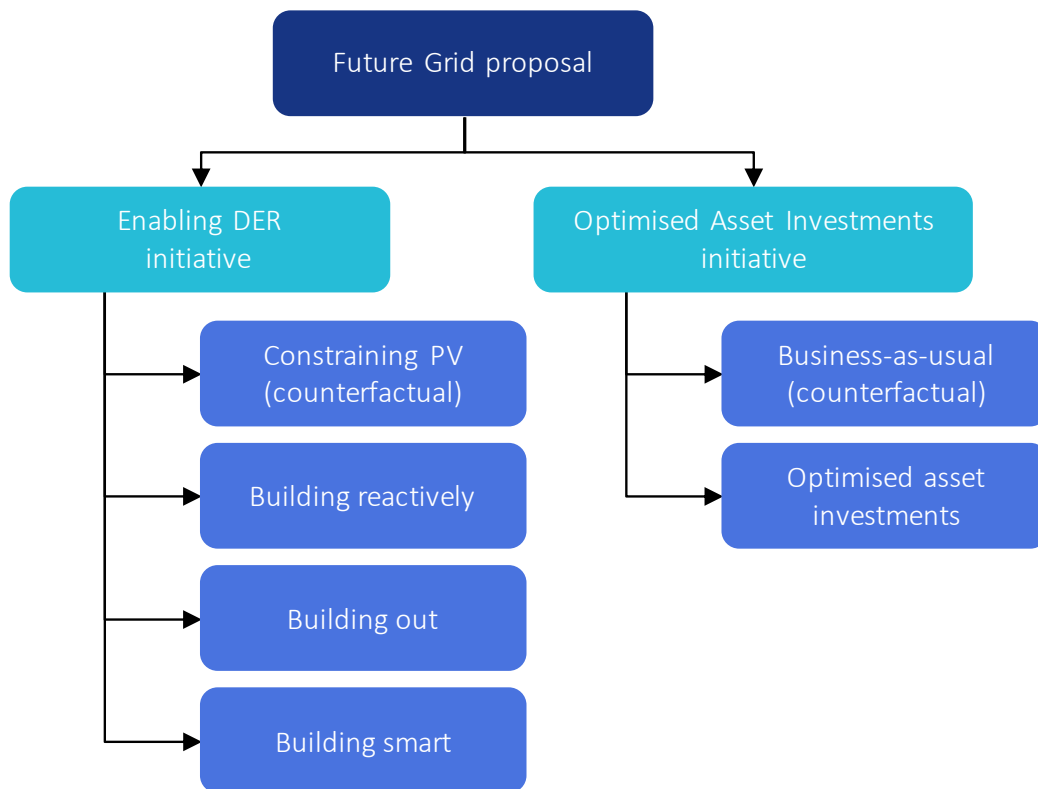 Future Grid proposal
Enabling DER
initiative
Optimised Asset Investments
initiative
Constraining PV
(counterfactual)
Building reactively
Building out
Building smart
Business-as-usual
(counterfactual)
Optimised asset
investments